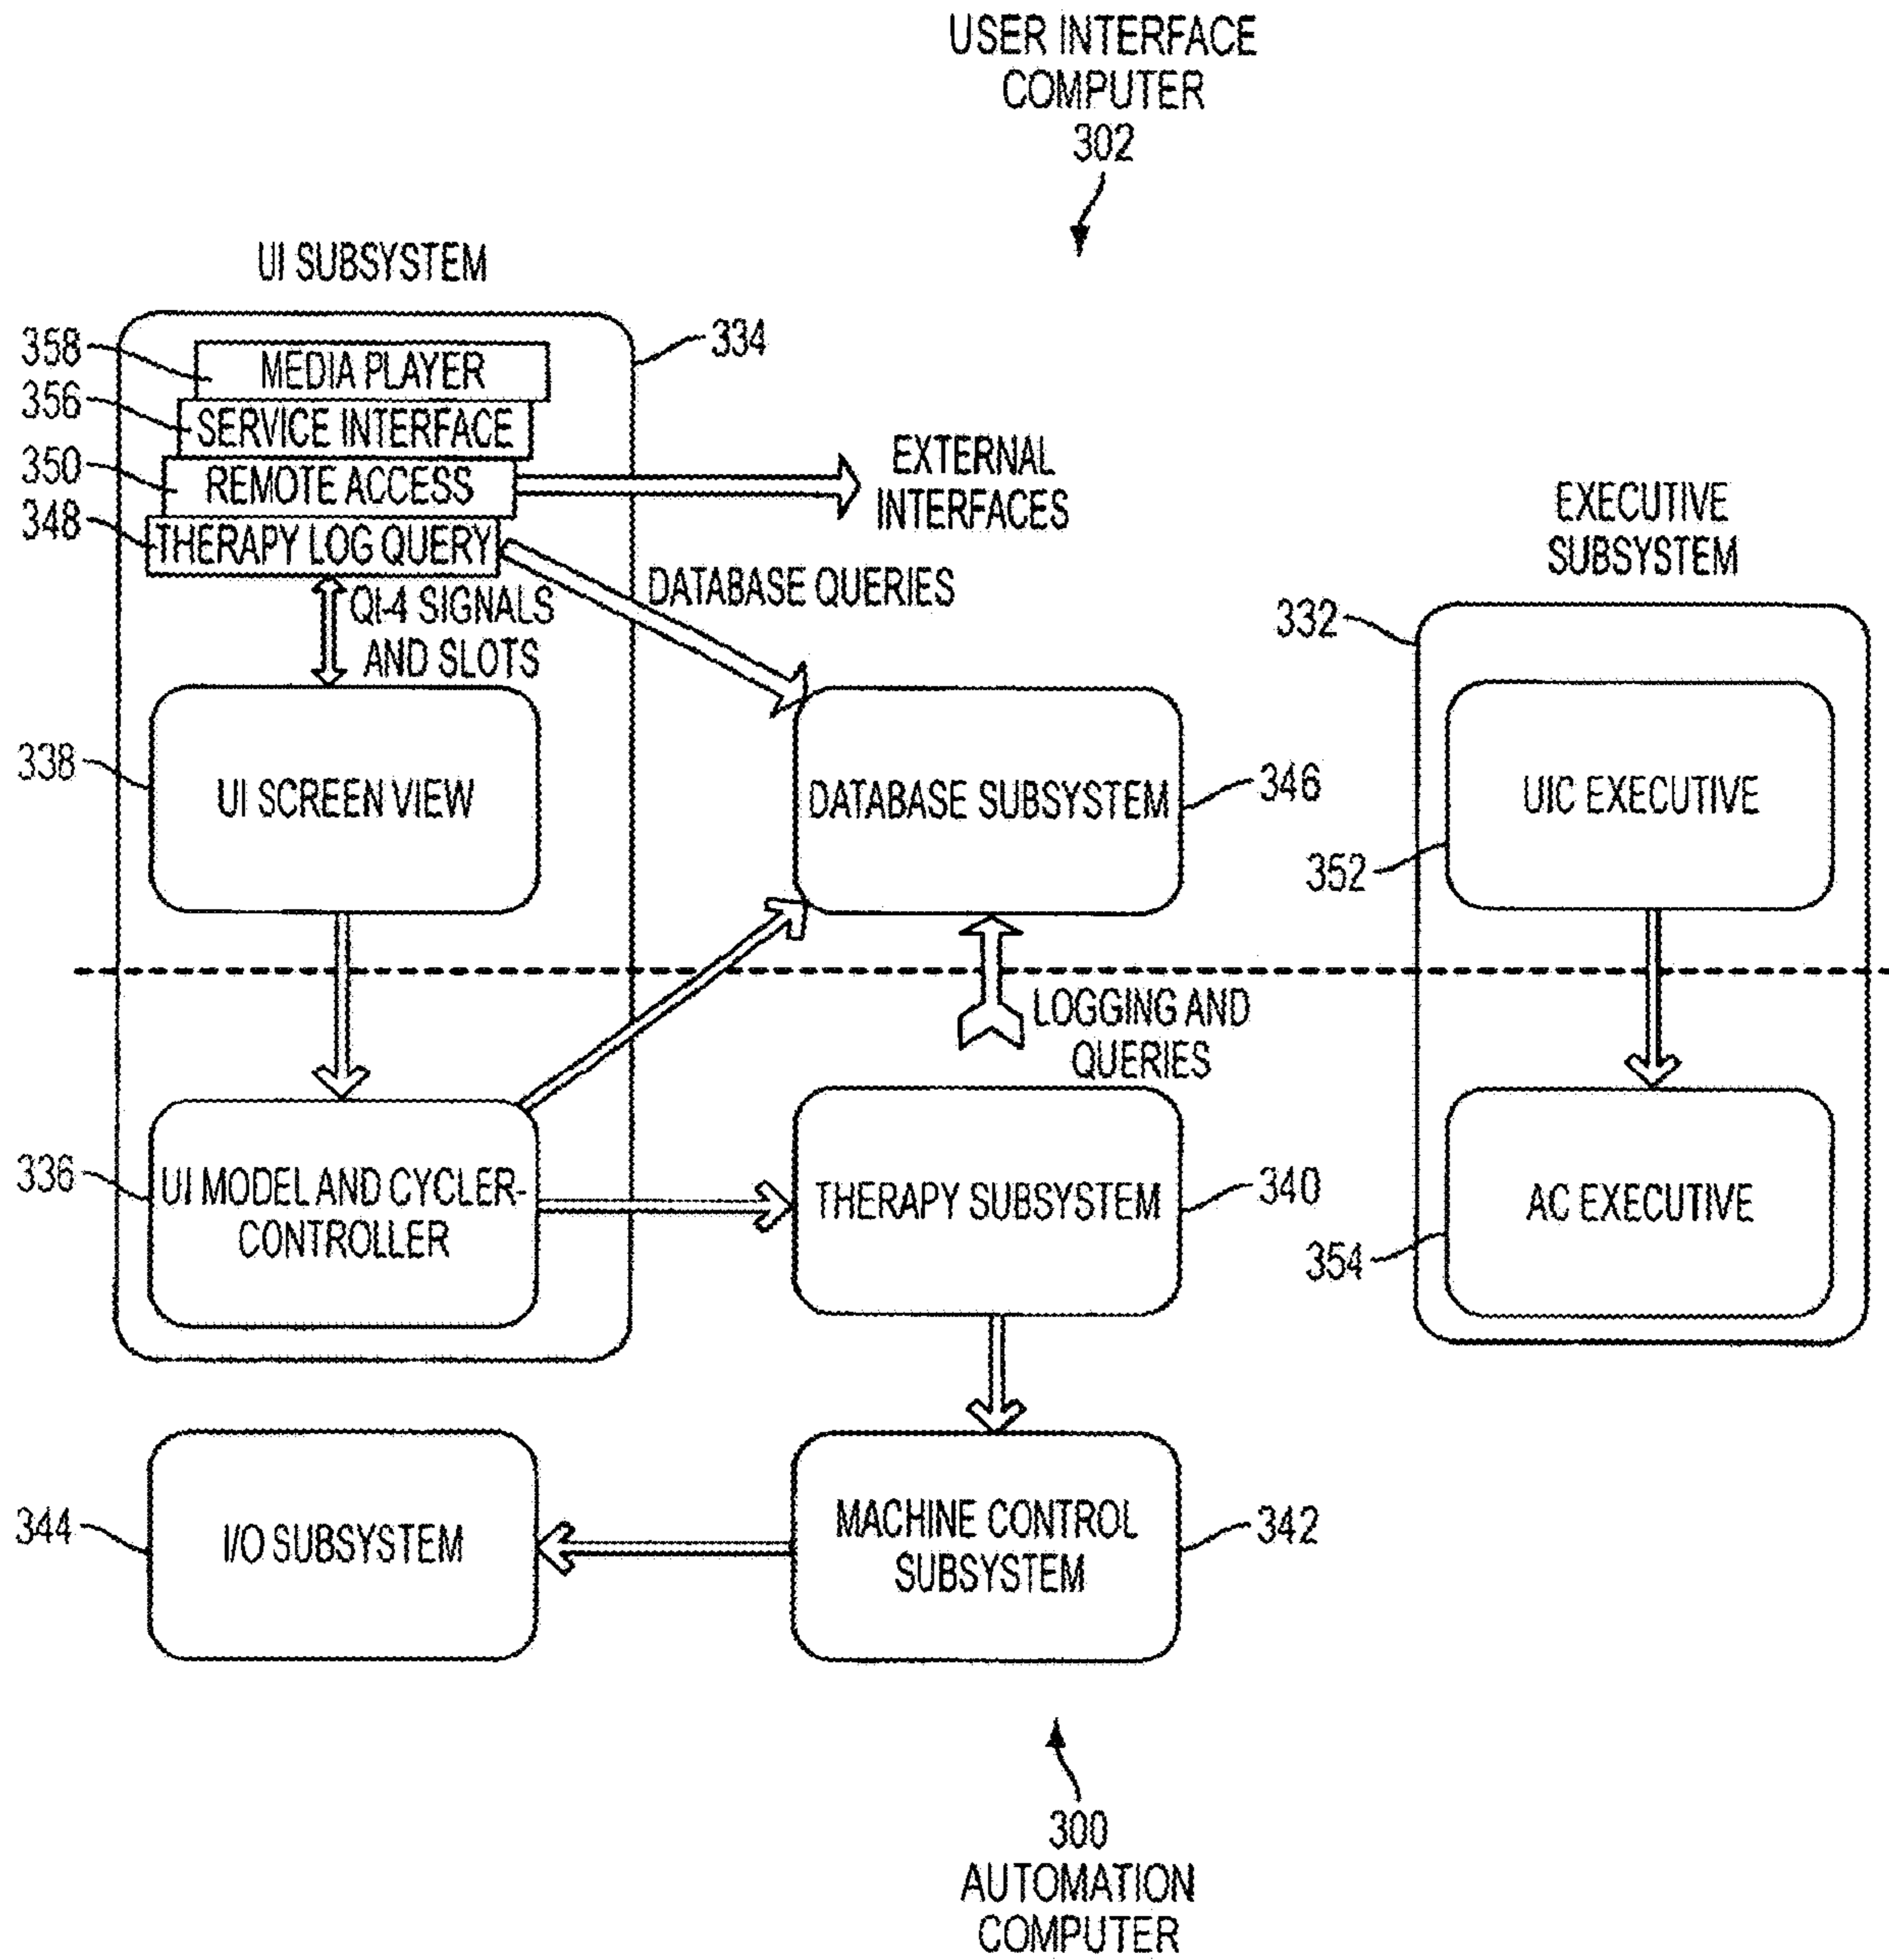 USER INTERFACE
COMPUTER
302
UI SUBSYSTEM
334
358
MEDIA PLAYER
356
SERVICE INTERFACE
350
REMOTE ACCESS
348
THERAPY LOG QUERY
EXTERNAL
INTERFACES
EXECUTIVE
SUBSYSTEM
DATABASE QUERIES
QI-4 SIGNALS
AND SLOTS
332
338
UI SCREEN VIEW
DATABASE SUBSYSTEM
346
UIC EXECUTIVE
352
LOGGING AND
QUERIES
336
UI MODEL AND CYCLER-
CONTROLLER
THERAPY SUBSYSTEM
340
AC EXECUTIVE
354
344
I/O SUBSYSTEM
MACHINE CONTROL
SUBSYSTEM
342
300
AUTOMATION
COMPUTER